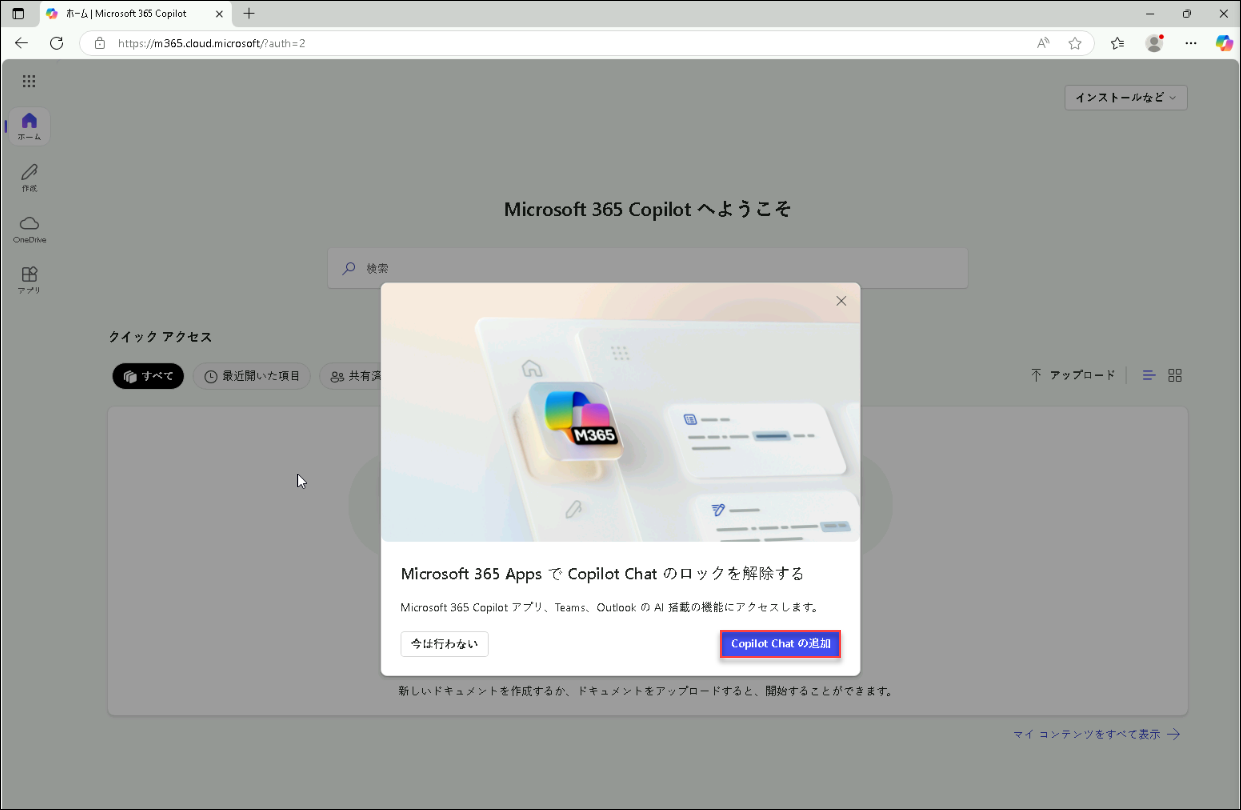 ホーム | Microsoft 365 Copilot
https://m365.cloud.microsoft/?auth=2
インストールなど
ホーム
作成
OneDrive
アプリ
Microsoft 365 Copilot へようこそ
検索
クイック アクセス
すべて
最近開いた項目
共有済
アップロード
M365
Microsoft 365 Apps で Copilot Chat のロックを解除する
Microsoft 365 Copilot アプリ、Teams、Outlook の AI 搭載の機能にアクセスします。
今は行わない
Copilot Chat の追加
新しいドキュメントを作成するか、ドキュメントをアップロードすると、開始することができます。
マイ コンテンツをすべて表示